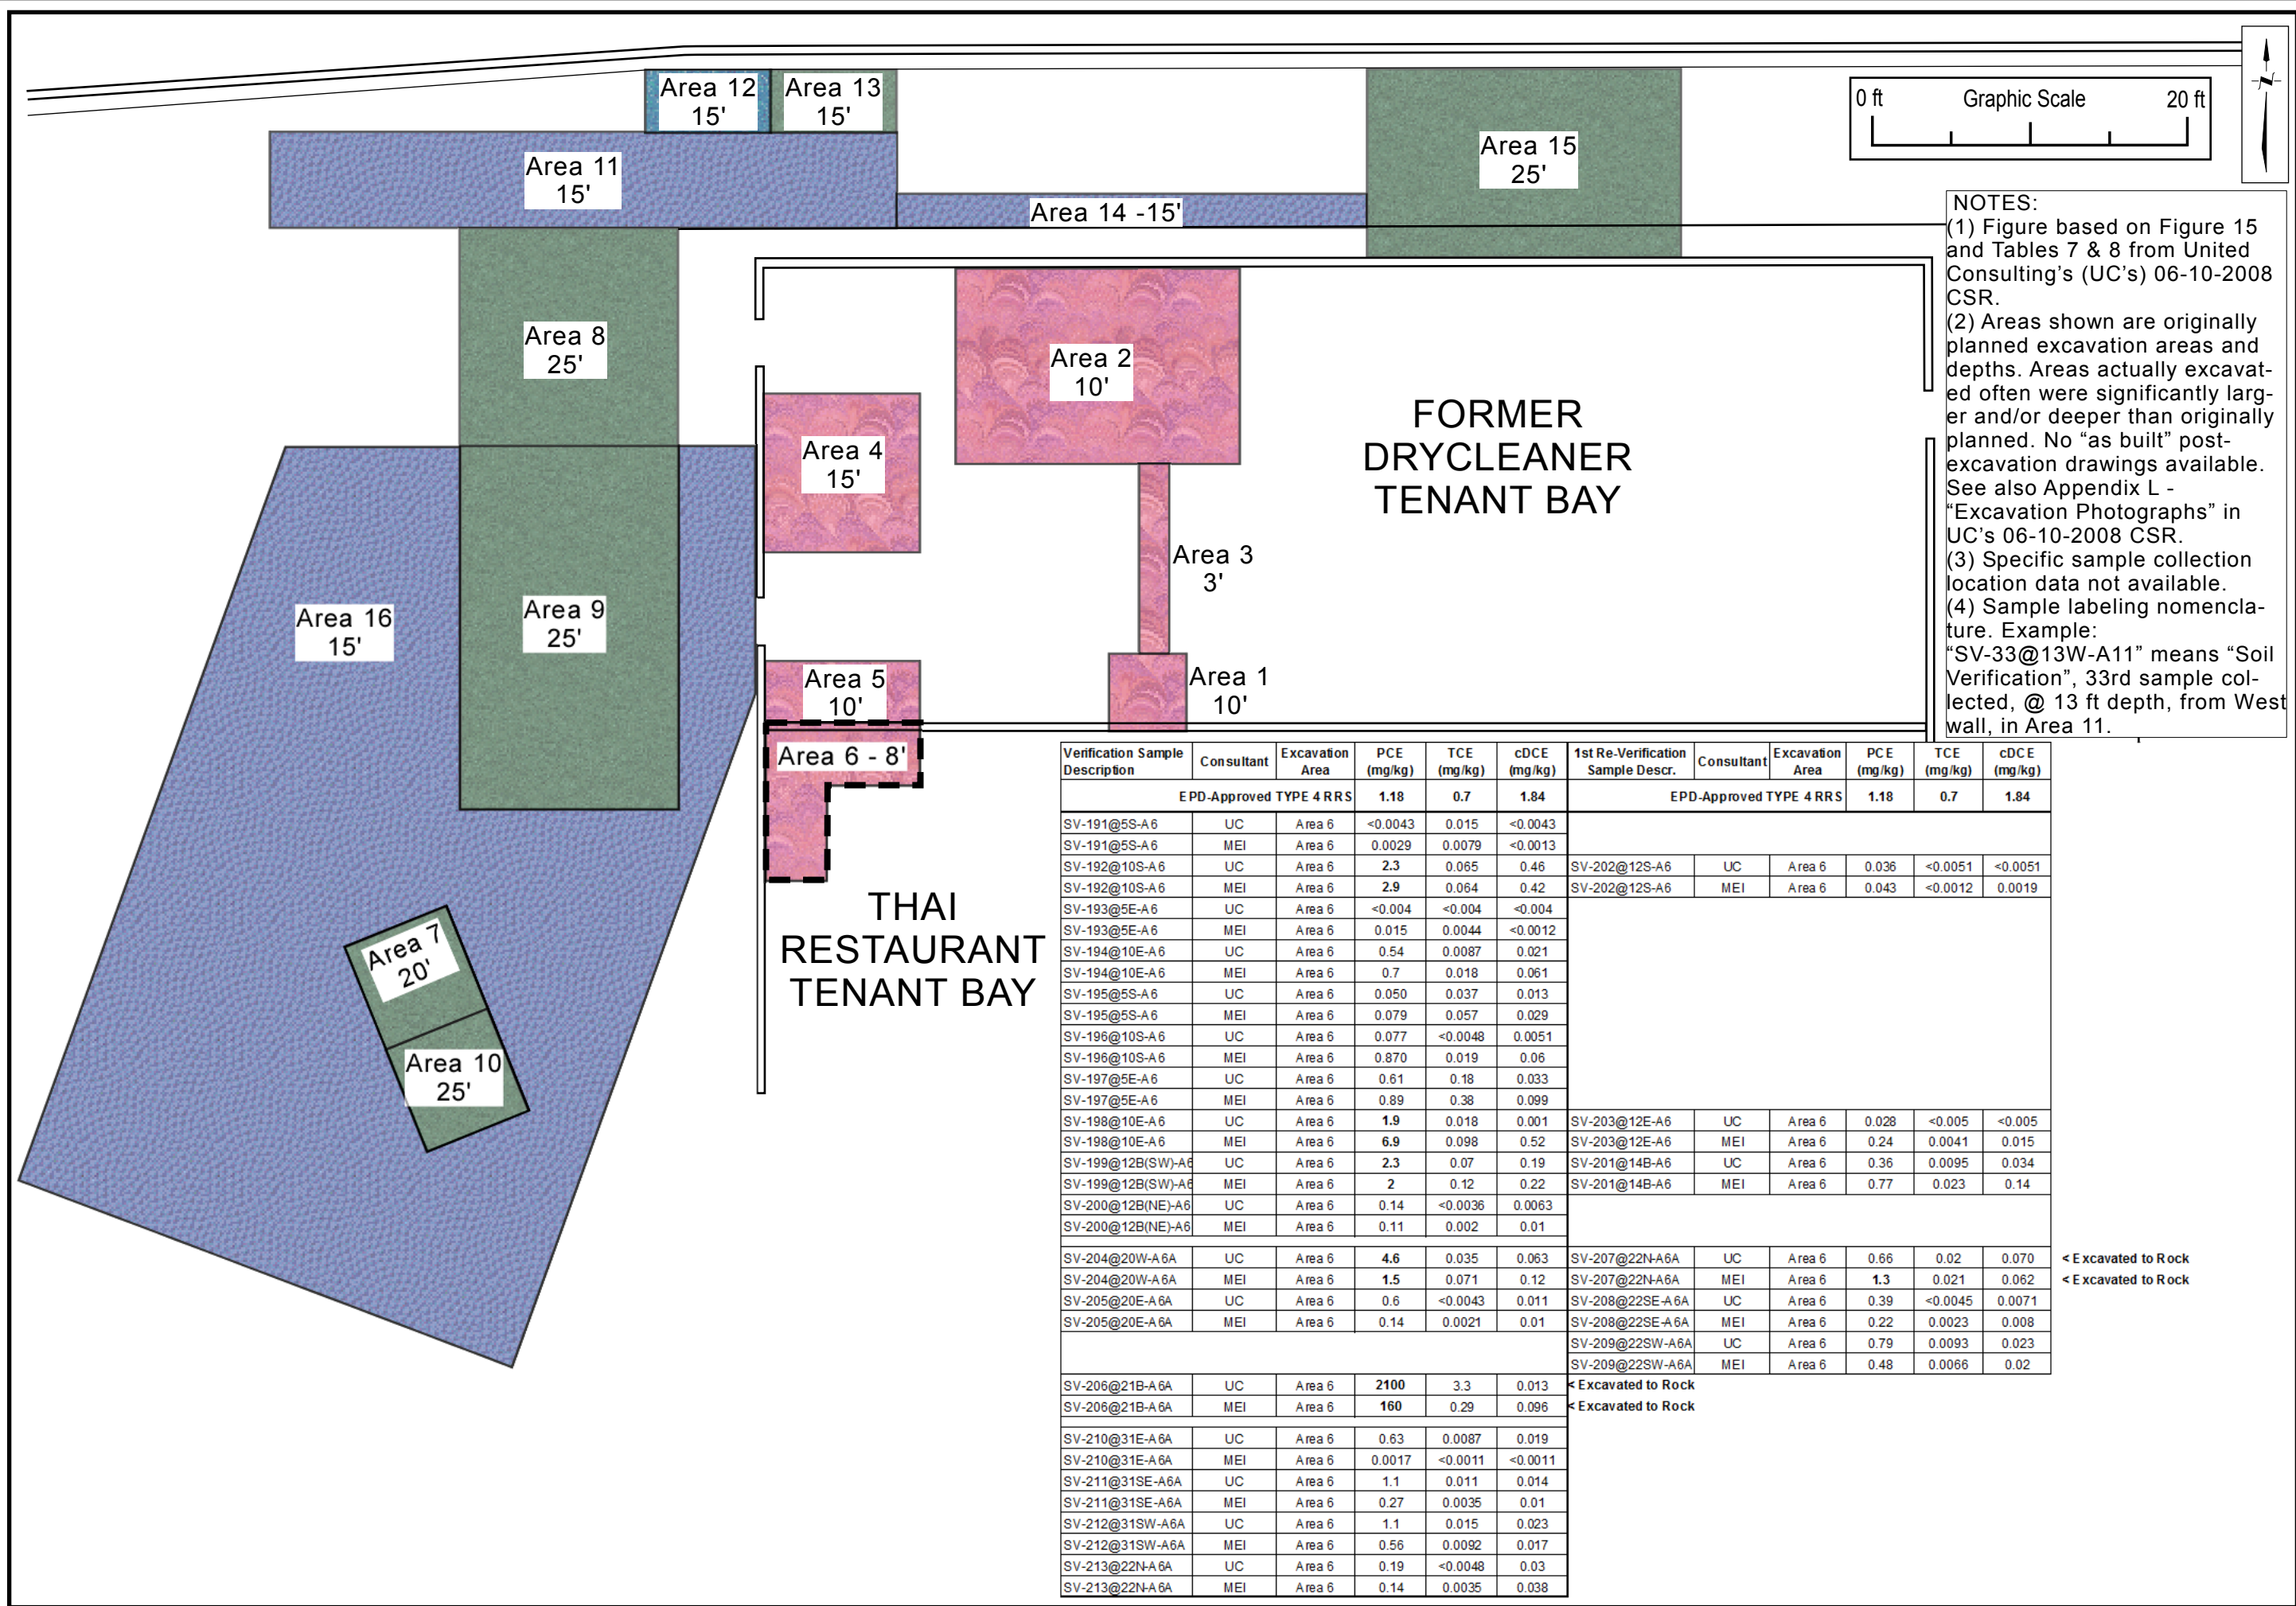 Area 12
15'
Area 13
15'
Area 15
25'
0 ft Graphic Scale 20 ft
N
Area 11
15'
Area 14 -15'
NOTES:
(1) Figure based on Figure 15
and Tables 7 & 8 from United
Consulting’s (UC’s) 06-10-2008
CSR.
(2) Areas shown are originally
planned excavation areas and
depths. Areas actually excavat-
ed often were significantly larg-
er and/or deeper than originally
planned. No “as built” post-
excavation drawings available.
See also Appendix L -
“Excavation Photographs” in
UC’s 06-10-2008 CSR.
(3) Specific sample collection
location data not available.
(4) Sample labeling nomencla-
ture. Example:
“SV-33@13W-A11” means “Soil
Verification”, 33rd sample col-
lected, @ 13 ft depth, from West
wall, in Area 11.
Area 8
25'
Area 2
10'
FORMER
DRYCLEANER
TENANT BAY
Area 4
15'
Area 3
3'
Area 16
15'
Area 9
25'
Area 5
10'
Area 1
10'
Area 6 - 8'
THAI
RESTAURANT
TENANT BAY
Area 7
20'
Area 10
25'
Verification Sample Description Consultant Excavation Area PCE (mg/kg) TCE (mg/kg) cDCE (mg/kg) 1st Re-Verification Sample Descr. Consultant Excavation Area PCE (mg/kg) TCE (mg/kg) cDCE (mg/kg)
EPD-Approved TYPE 4 RRS 1.18 0.7 1.84 EPD-Approved TYPE 4 RRS 1.18 0.7 1.84
SV-191@5S-A6 UC Area 6 <0.0043 0.015 <0.0043
SV-191@5S-A6 MEI Area 6 0.0029 0.0079 <0.0013
SV-192@10S-A6 UC Area 6 2.3 0.065 0.46 SV-202@12S-A6 UC Area 6 0.036 <0.0051 <0.0051
SV-192@10S-A6 MEI Area 6 2.9 0.064 0.42 SV-202@12S-A6 MEI Area 6 0.043 <0.0012 0.0019
SV-193@5E-A6 UC Area 6 <0.004 <0.004 <0.004
SV-193@5E-A6 MEI Area 6 0.015 0.0044 <0.0012
SV-194@10E-A6 UC Area 6 0.54 0.0087 0.021
SV-194@10E-A6 MEI Area 6 0.7 0.018 0.061
SV-195@5S-A6 UC Area 6 0.050 0.037 0.013
SV-195@5S-A6 MEI Area 6 0.079 0.057 0.029
SV-196@10S-A6 UC Area 6 0.077 <0.0048 0.0051
SV-196@10S-A6 MEI Area 6 0.870 0.019 0.06
SV-197@5E-A6 UC Area 6 0.61 0.18 0.033
SV-197@5E-A6 MEI Area 6 0.89 0.38 0.099
SV-198@10E-A6 UC Area 6 1.9 0.018 0.001 SV-203@12E-A6 UC Area 6 0.028 <0.005 <0.005
SV-198@10E-A6 MEI Area 6 6.9 0.098 0.52 SV-203@12E-A6 MEI Area 6 0.24 0.0041 0.015
SV-199@12B(SW)-A6 UC Area 6 2.3 0.07 0.19 SV-201@14B-A6 UC Area 6 0.36 0.0095 0.034
SV-199@12B(SW)-A6 MEI Area 6 2 0.12 0.22 SV-201@14B-A6 MEI Area 6 0.77 0.023 0.14
SV-200@12B(NE)-A6 UC Area 6 0.14 <0.0036 0.0063
SV-200@12B(NE)-A6 MEI Area 6 0.11 0.002 0.01
SV-204@20W-A6A UC Area 6 4.6 0.035 0.063 SV-207@22N-A6A UC Area 6 0.66 0.02 0.070 < Excavated to Rock
SV-204@20W-A6A MEI Area 6 1.5 0.071 0.12 SV-207@22N-A6A MEI Area 6 1.3 0.021 0.062 < Excavated to Rock
SV-205@20E-A6A UC Area 6 0.6 <0.0043 0.011 SV-208@22SE-A6A UC Area 6 0.39 <0.0045 0.0071
SV-205@20E-A6A MEI Area 6 0.14 0.0021 0.01 SV-208@22SE-A6A MEI Area 6 0.22 0.0023 0.008
SV-209@22SW-A6A UC Area 6 0.79 0.0093 0.023
SV-209@22SW-A6A MEI Area 6 0.48 0.0066 0.02
SV-206@21B-A6A UC Area 6 2100 3.3 0.013 < Excavated to Rock
SV-206@21B-A6A MEI Area 6 160 0.29 0.096 < Excavated to Rock
SV-210@31E-A6A UC Area 6 0.63 0.0087 0.019
SV-210@31E-A6A MEI Area 6 0.0017 <0.0011 <0.0011
SV-211@31SE-A6A UC Area 6 1.1 0.011 0.014
SV-211@31SE-A6A MEI Area 6 0.27 0.0035 0.01
SV-212@31SW-A6A UC Area 6 1.1 0.015 0.023
SV-212@31SW-A6A MEI Area 6 0.56 0.0092 0.017
SV-213@22N-A6A UC Area 6 0.19 <0.0048 0.03
SV-213@22N-A6A MEI Area 6 0.14 0.0035 0.038